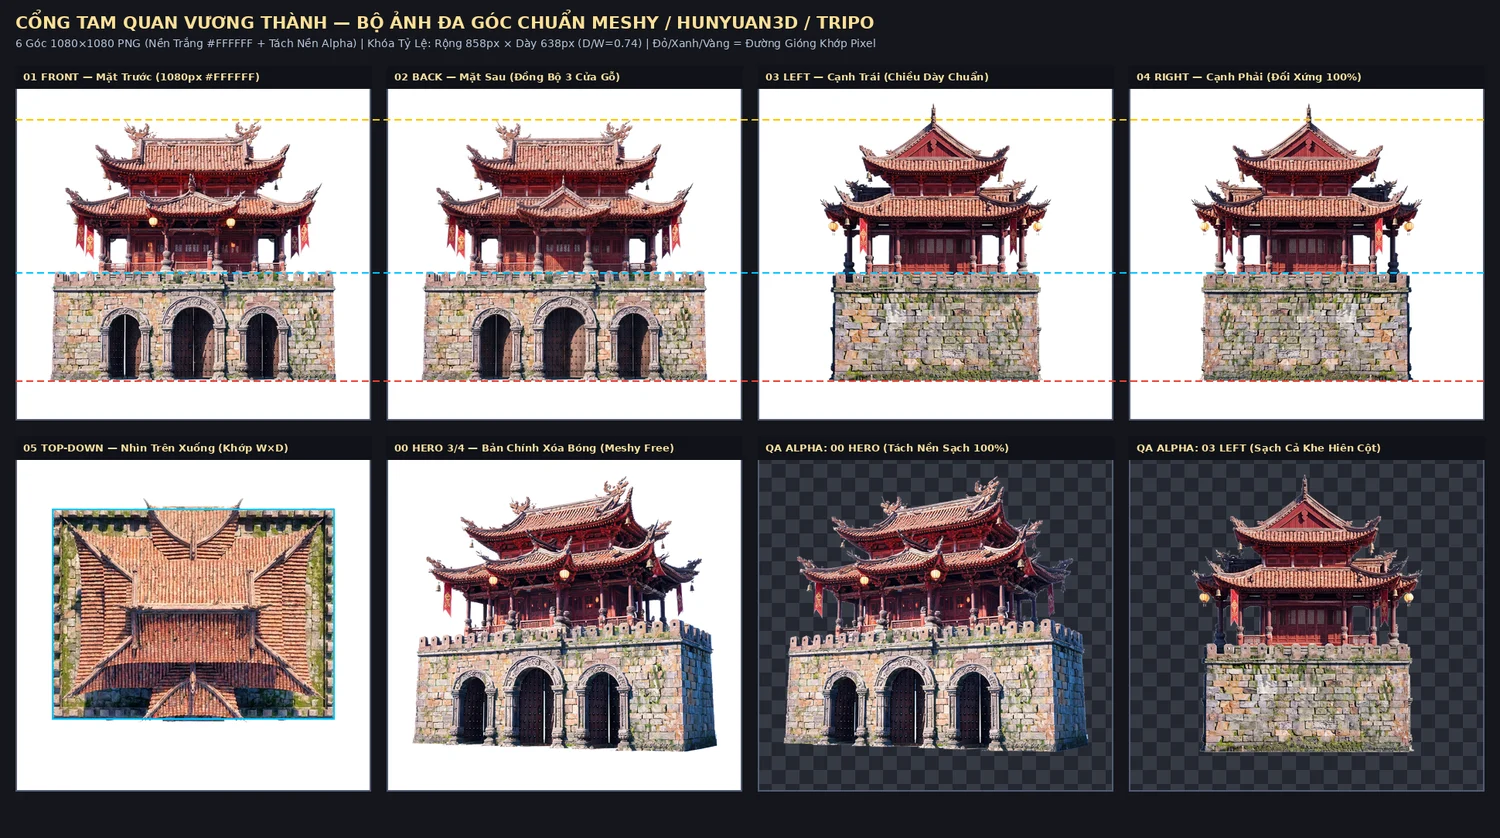 CỔNG TAM QUAN VƯƠNG THÀNH — BỘ ẢNH ĐA GÓC CHUẨN MESHY / HUNYUAN3D / TRIPO
6 Góc 1080×1080 PNG (Nền Trắng #FFFFFF + Tách Nền Alpha) | Khóa Tỷ Lệ: Rộng 858px × Dày 638px (D/W=0.74) | Đỏ/Xanh/Vàng = Đường Gióng Khớp Pixel
01 FRONT — Mặt Trước (1080px #FFFFFF)
02 BACK — Mặt Sau (Đồng Bộ 3 Cửa Gỗ)
03 LEFT — Cạnh Trái (Chiều Dày Chuẩn)
04 RIGHT — Cạnh Phải (Đối Xứng 100%)
05 TOP-DOWN — Nhìn Trên Xuống (Khớp W×D)
00 HERO 3/4 — Bản Chính Xóa Bóng (Meshy Free)
QA ALPHA: 00 HERO (Tách Nền Sạch 100%)
QA ALPHA: 03 LEFT (Sạch Cả Khe Hiên Cột)